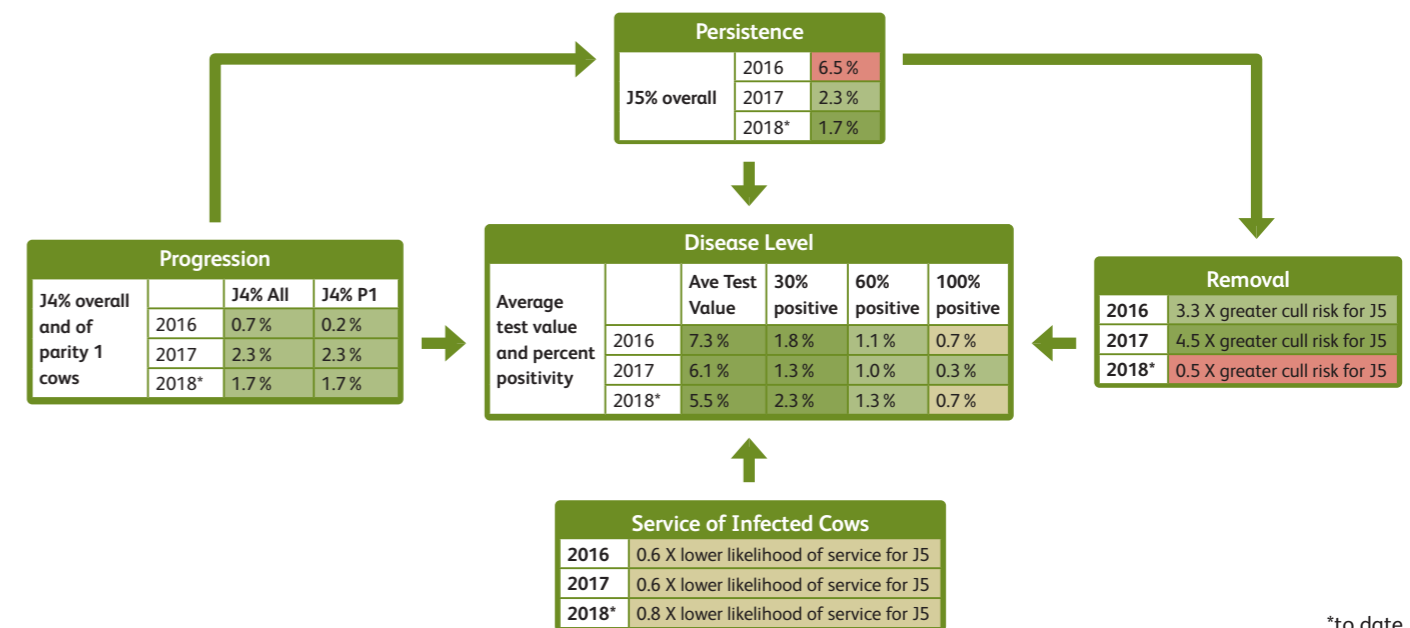 Persistence
J5% overall
2016 6.5 %
2017 2.3 %
2018* 1.7 %
Progression
J4% overall
and of
parity 1
cows
J4% All J4% P1
2016 0.7 % 0.2 %
2017 2.3 % 2.3 %
2018* 1.7 % 1.7 %
Disease Level
Average
test value
and percent
positivity
Ave Test 30% 60% 100%
Value positive positive positive
2016 7.3 % 1.8 % 1.1 % 0.7 %
2017 6.1 % 1.3 % 1.0 % 0.3 %
2018* 5.5 % 2.3 % 1.3 % 0.7 %
Removal
2016 3.3 X greater cull risk for J5
2017 4.5 X greater cull risk for J5
2018* 0.5 X greater cull risk for J5
Service of Infected Cows
2016 0.6 X lower likelihood of service for J5
2017 0.6 X lower likelihood of service for J5
2018* 0.8 X lower likelihood of service for J5
*to date